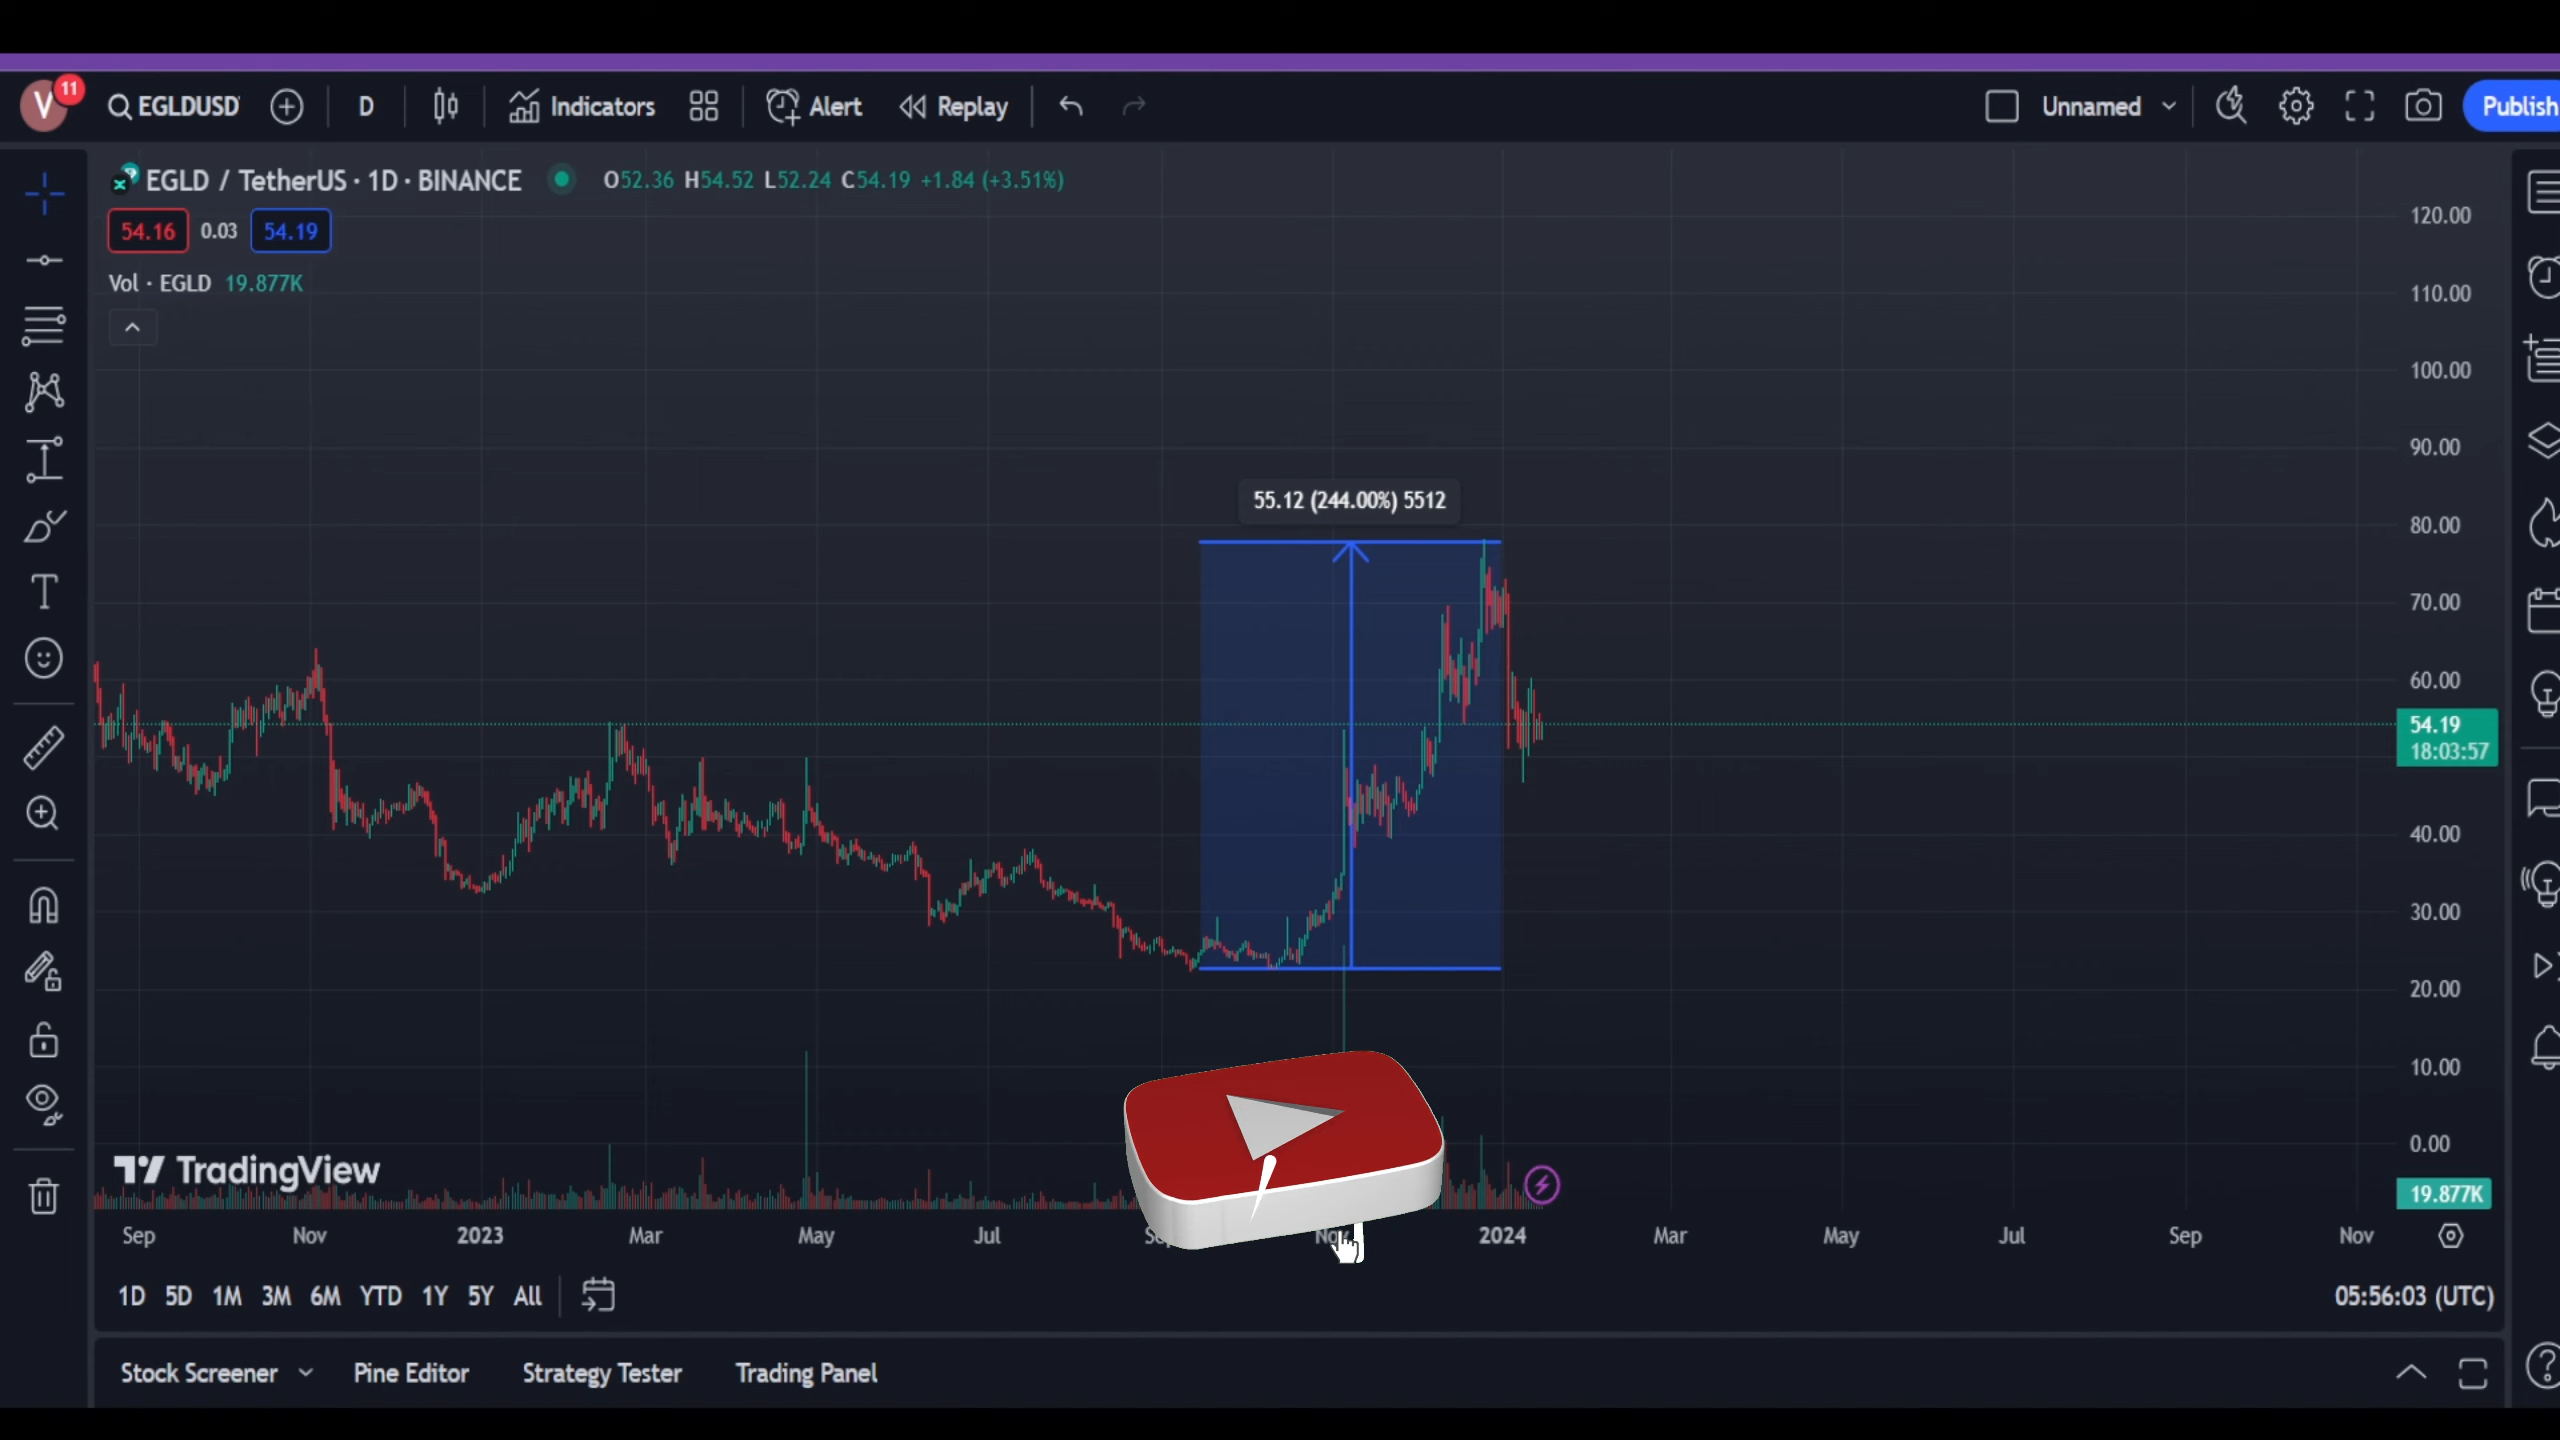 V 11 EGLDUSD D Indicators Alert Replay Unnamed Publish
EGLD / TetherUS · 1D · BINANCE O52.36 H54.52 L52.24 C54.19 +1.84 (+3.51%)
54.16 0.03 54.19
Vol · EGLD 19.877K
120.00
110.00
100.00
90.00
55.12 (244.00%) 5512
80.00
70.00
60.00
54.19
18:03:57
40.00
30.00
20.00
10.00
0.00
TradingView
19.877K
Sep Nov 2023 Mar May Jul 2024 Mar May Jul Sep Nov
1D 5D 1M 3M 6M YTD 1Y 5Y All 05:56:03 (UTC)
Stock Screener Pine Editor Strategy Tester Trading Panel